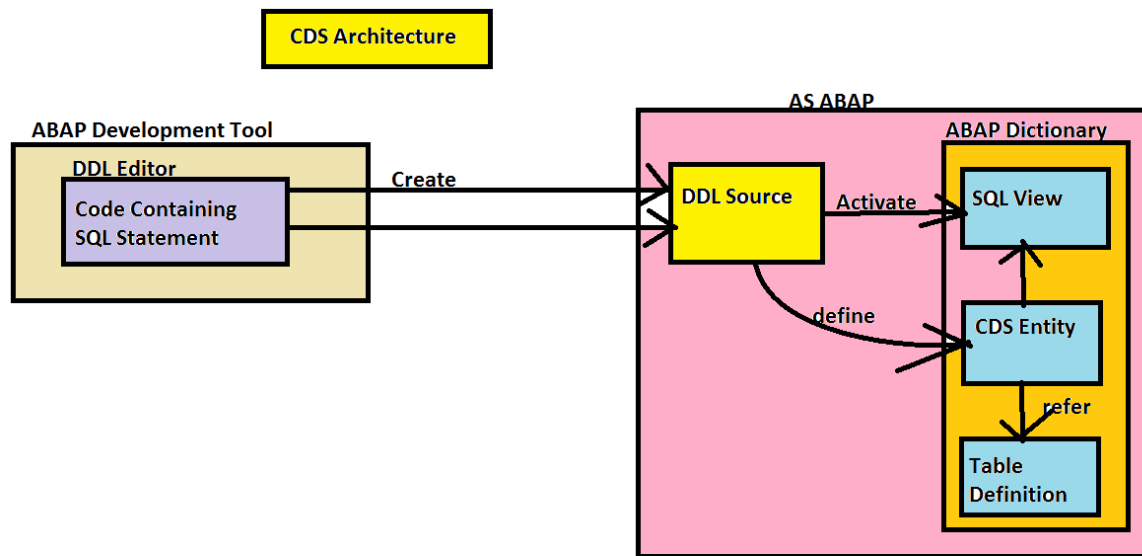 CDS Architecture
ABAP Development Tool
DDL Editor
Code Containing
SQL Statement
Create
AS ABAP
DDL Source
Activate
define
ABAP Dictionary
SQL View
CDS Entity
refer
Table
Definition